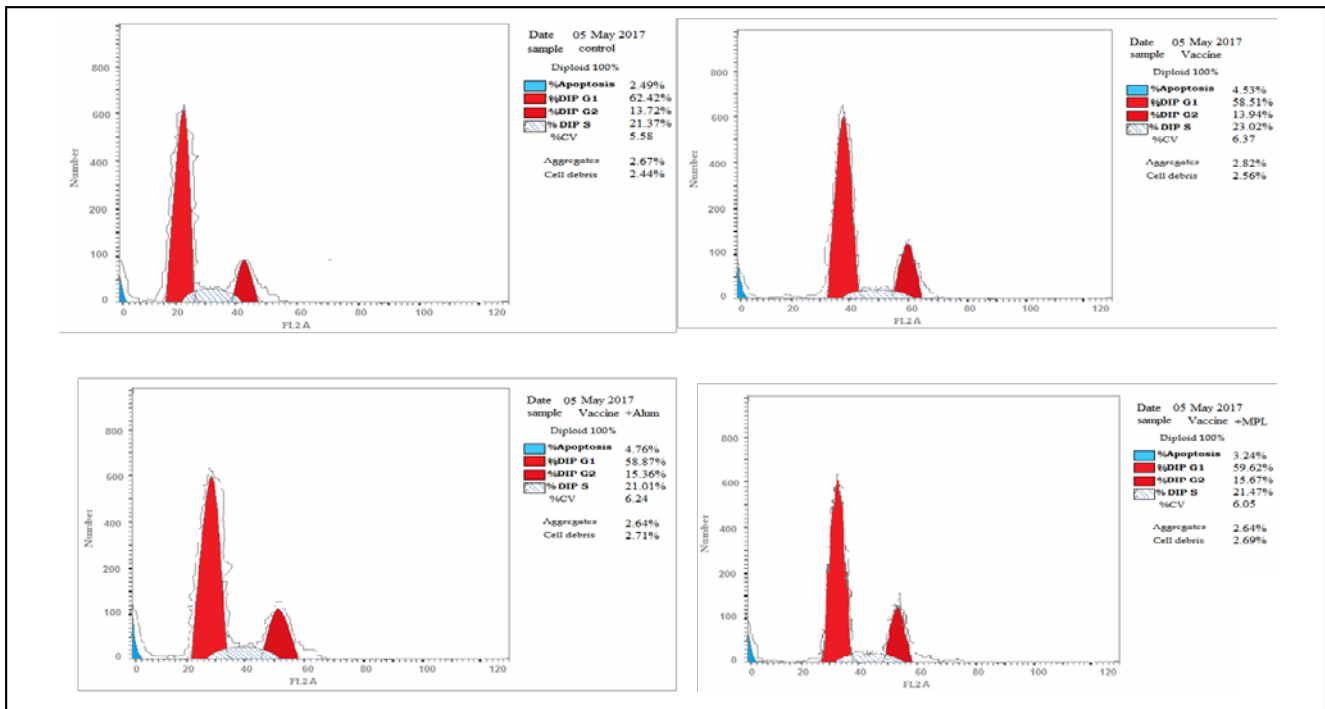 Date 05 May 2017
sample control
Diploid 100%
%Apoptosis 2.49%
%DIP G1 62.42%
%DIP G2 13.72%
% DIP S 21.37%
%CV 5.58
Aggregates 2.67%
Cell debris 2.44%
Number
800
600
400
200
100
0
0 20 40 60 80 100 120
FL2A
Date 05 May 2017
sample Vaccine
Diploid 100%
%Apoptosis 4.53%
%DIP G1 58.51%
%DIP G2 13.94%
% DIP S 23.02%
%CV 6.37
Aggregates 2.82%
Cell debris 2.56%
Number
800
600
400
200
100
0
0 20 40 60 80 100 120
FL2A
Date 05 May 2017
sample Vaccine +Alum
Diploid 100%
%Apoptosis 4.76%
%DIP G1 58.87%
%DIP G2 15.36%
% DIP S 21.01%
%CV 6.24
Aggregates 2.64%
Cell debris 2.71%
Number
800
600
400
200
100
0
0 20 40 60 80 100 120
FL2A
Date 05 May 2017
sample Vaccine +MPL
Diploid 100%
%Apoptosis 3.24%
%DIP G1 59.62%
%DIP G2 15.67%
% DIP S 21.47%
%CV 6.05
Aggregates 2.64%
Cell debris 2.69%
Number
800
600
400
200
100
0
0 20 40 60 80 100 120
FL2A